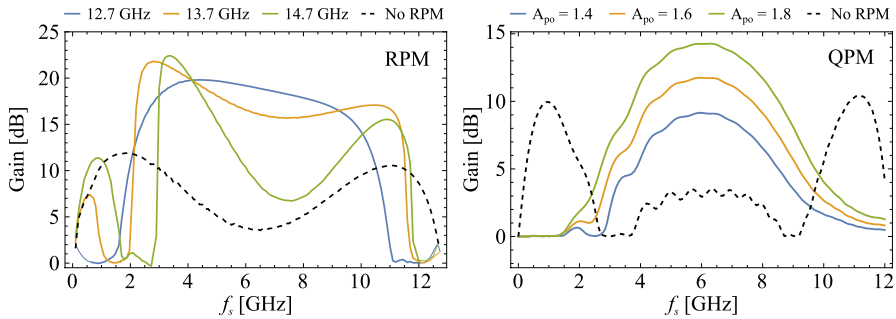 12.7 GHz 13.7 GHz 14.7 GHz No RPM
RPM
Gain [dB]
25
20
15
10
5
0
0 2 4 6 8 10 12
f_s [GHz]
A_po = 1.4 A_po = 1.6 A_po = 1.8 No RPM
QPM
Gain [dB]
15
10
5
0
0 2 4 6 8 10 12
f_s [GHz]